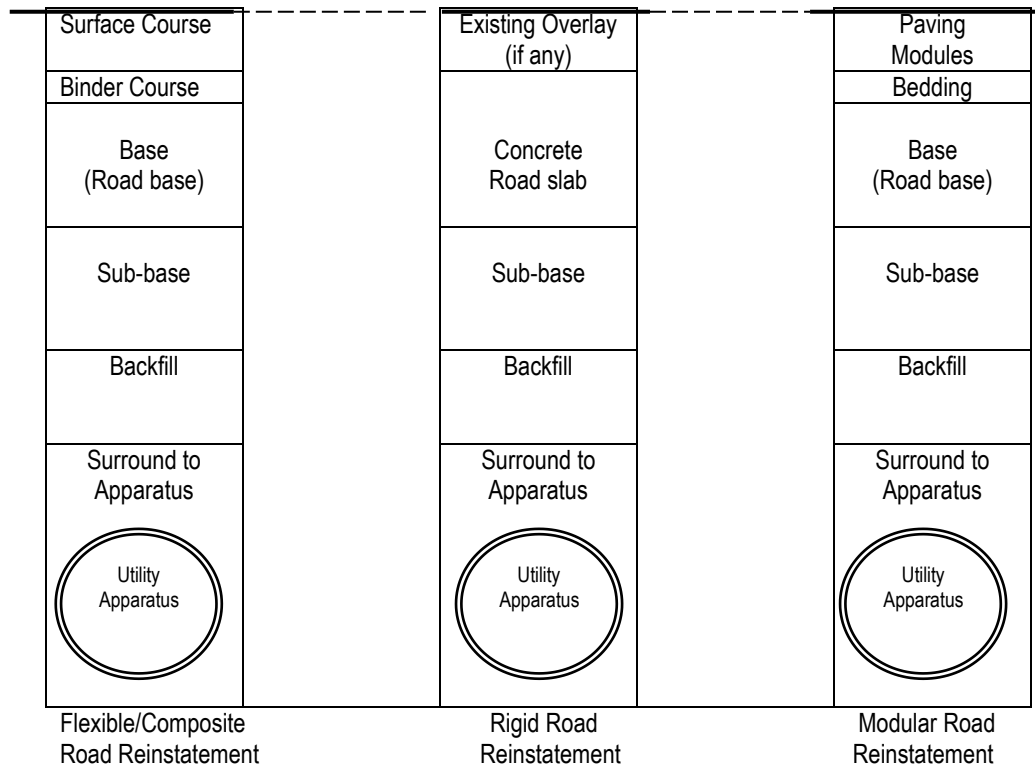 Surface Course
Binder Course
Base
(Road base)
Sub-base
Backfill
Surround to
Apparatus
Utility
Apparatus
Flexible/Composite
Road Reinstatement
Existing Overlay
(if any)
Concrete
Road slab
Sub-base
Backfill
Surround to
Apparatus
Utility
Apparatus
Rigid Road
Reinstatement
Paving
Modules
Bedding
Base
(Road base)
Sub-base
Backfill
Surround to
Apparatus
Utility
Apparatus
Modular Road
Reinstatement